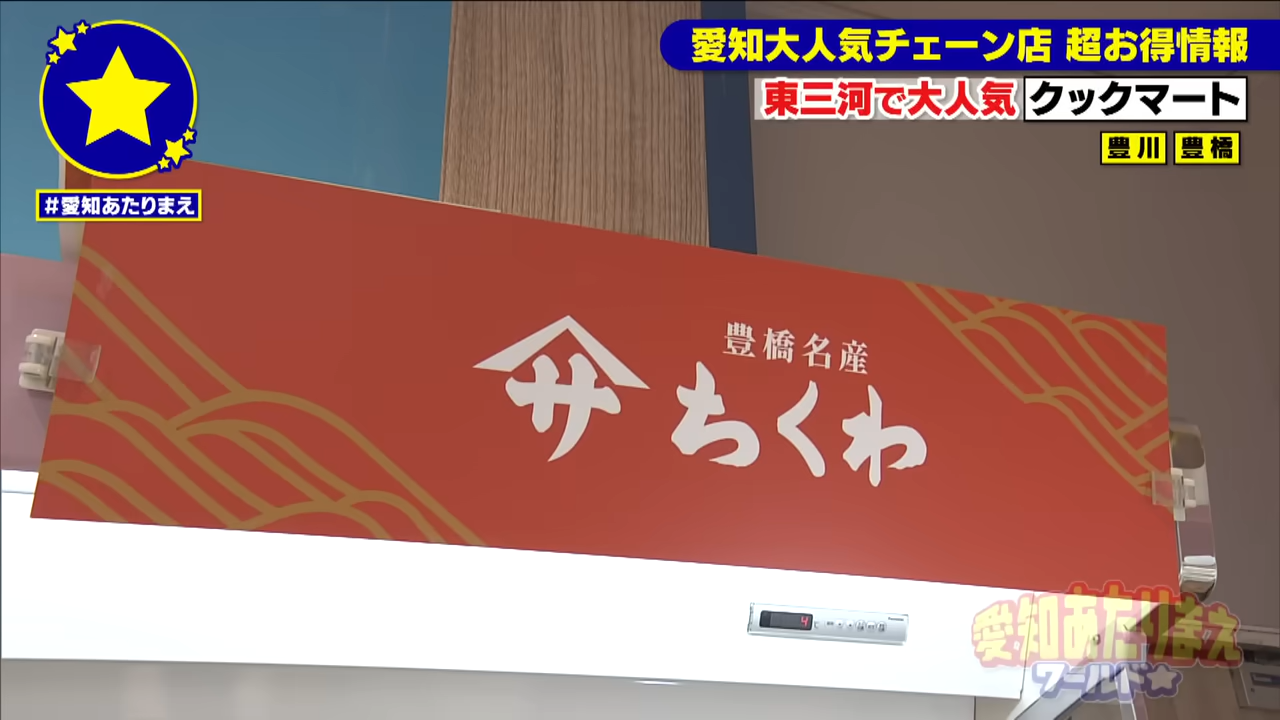 愛知大人気チェーン店 超お得情報
東三河で大人気 クックマート
豊川 豊橋
#愛知あたりまえ
豊橋名産
サ ちくわ
4
Panasonic
愛知あたりまえ
ワールド☆